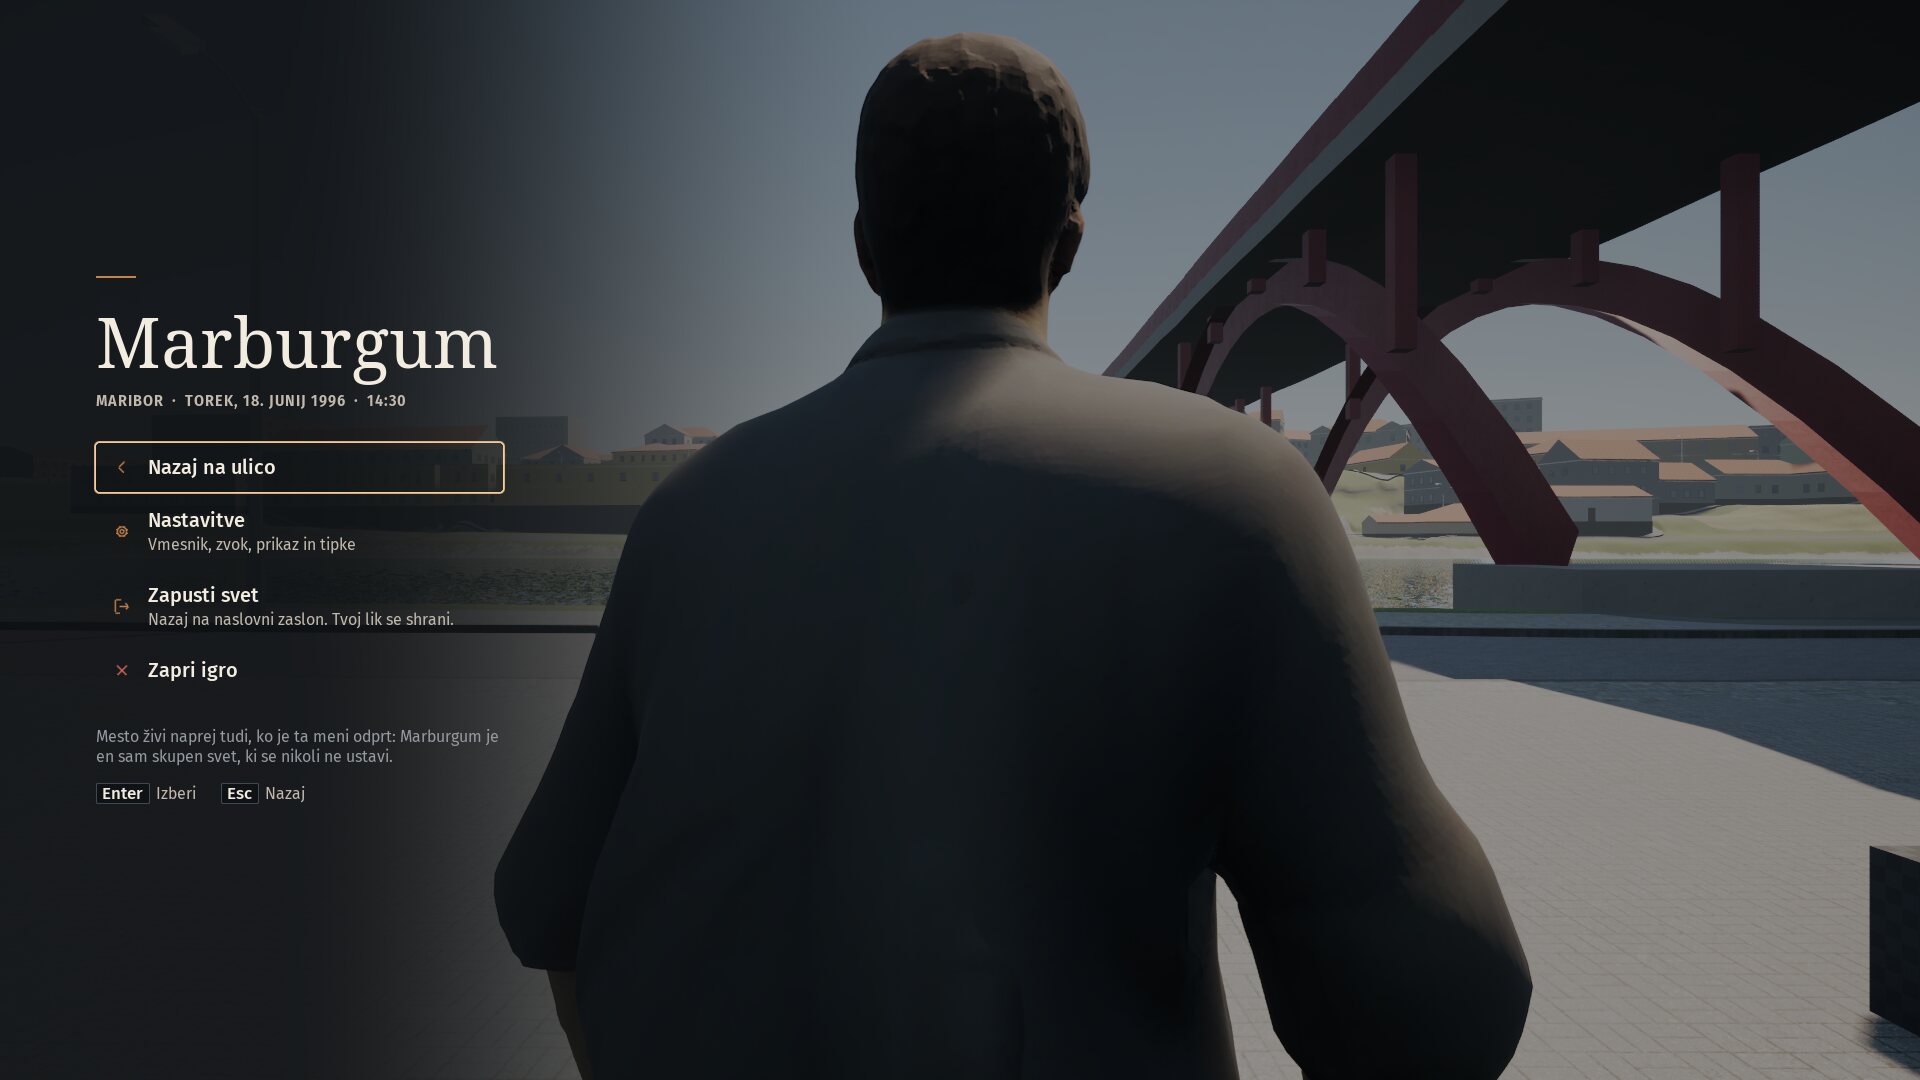 Marburgum
MARIBOR · TOREK, 18. JUNIJ 1996 · 14:30
Nazaj na ulico
Nastavitve
Vmesnik, zvok, prikaz in tipke
Zapusti svet
Nazaj na naslovni zaslon. Tvoj lik se shrani.
Zapri igro
Mesto živi naprej tudi, ko je ta meni odprt: Marburgum je
en sam skupen svet, ki se nikoli ne ustavi.
Enter Izberi Esc Nazaj